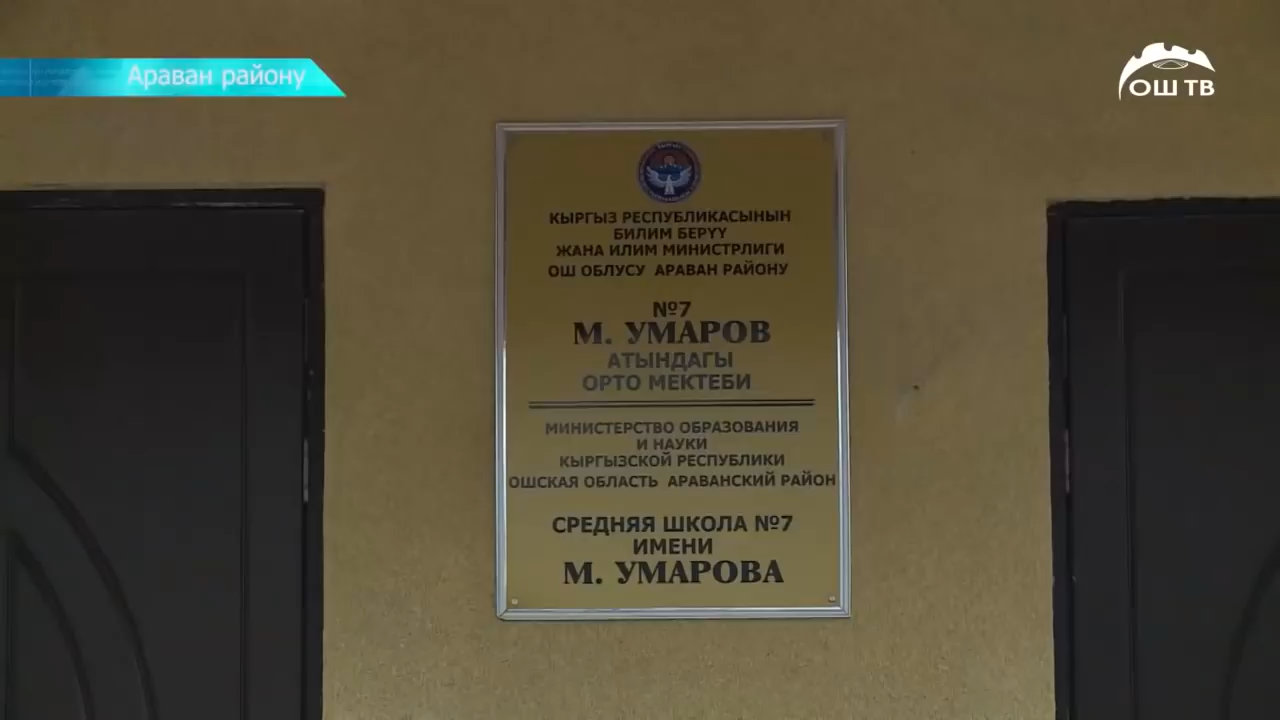 Араван району
ОШ ТВ
КЫРГЫЗ РЕСПУБЛИКАСЫНЫН
БИЛИМ БЕРҮҮ
ЖАНА ИЛИМ МИНИСТРЛИГИ
ОШ ОБЛУСУ АРАВАН РАЙОНУ
№7
М. УМАРОВ
АТЫНДАГЫ
ОРТО МЕКТЕБИ
МИНИСТЕРСТВО ОБРАЗОВАНИЯ
И НАУКИ
КЫРГЫЗСКОЙ РЕСПУБЛИКИ
ОШСКАЯ ОБЛАСТЬ АРАВАНСКИЙ РАЙОН
СРЕДНЯЯ ШКОЛА №7
ИМЕНИ
М. УМАРОВА